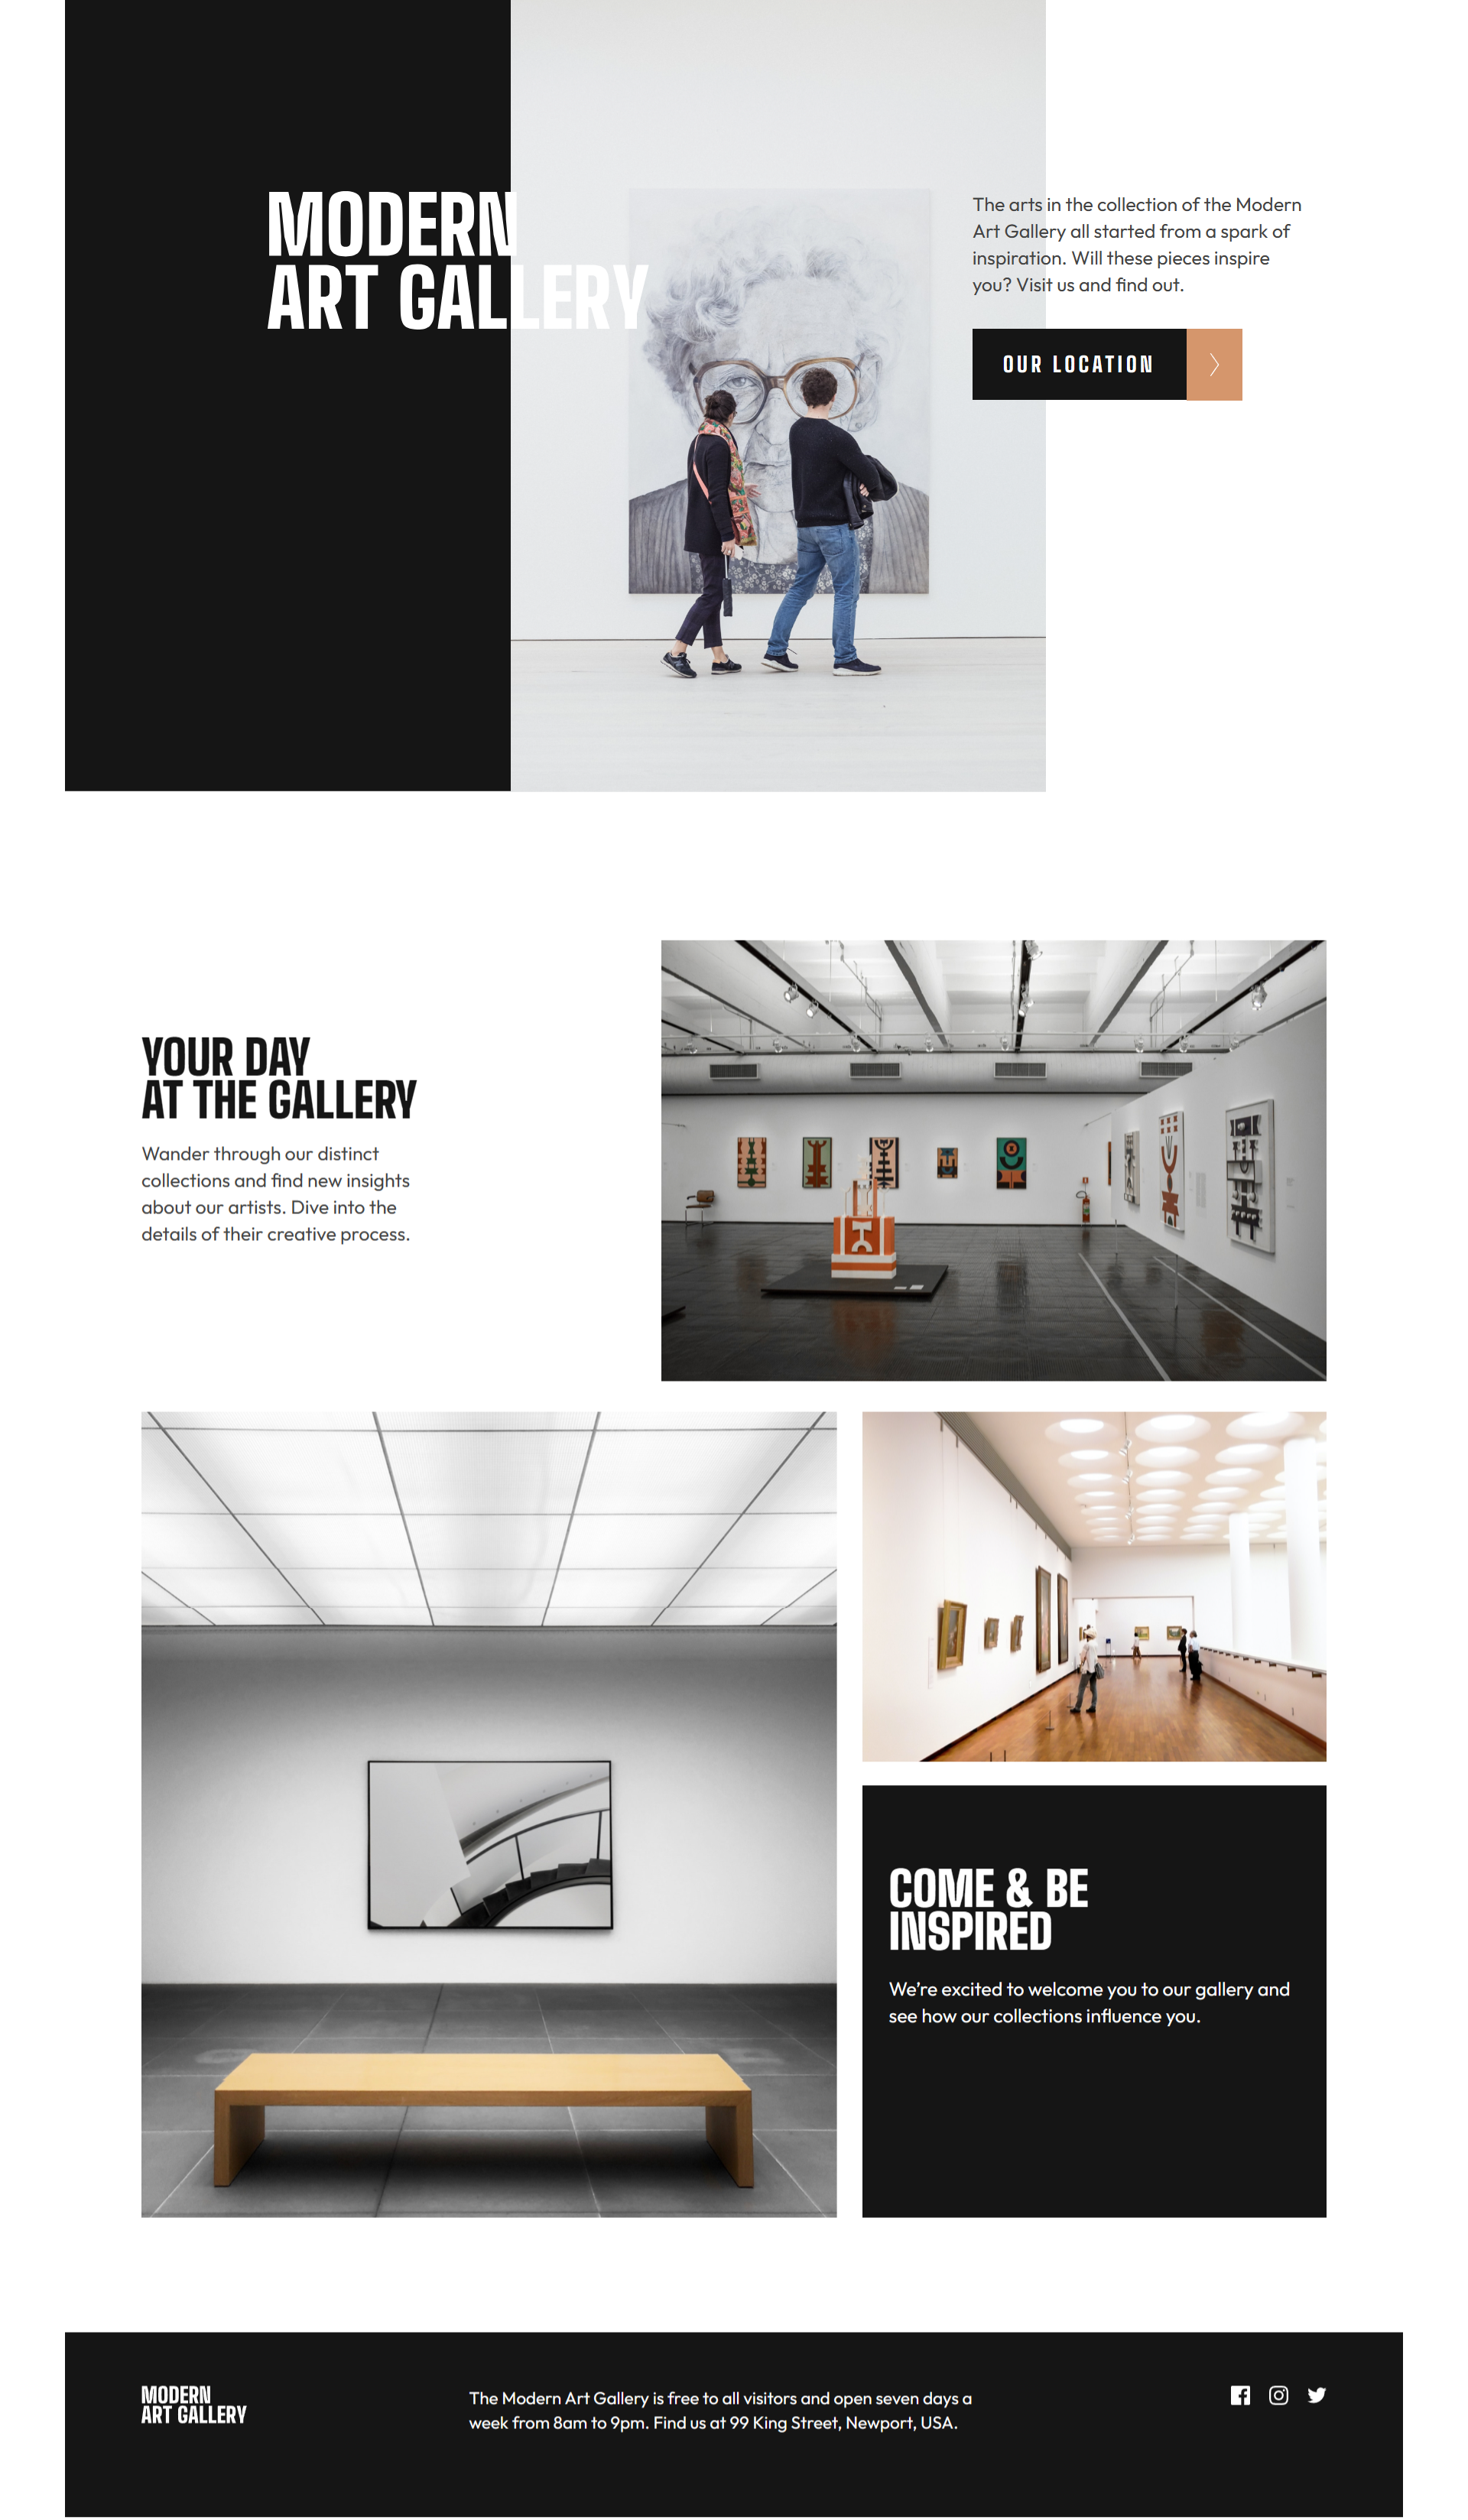 MODERN
ART GALLERY
The arts in the collection of the Modern
Art Gallery all started from a spark of
inspiration. Will these pieces inspire
you? Visit us and find out.
OUR LOCATION
YOUR DAY
AT THE GALLERY
Wander through our distinct
collections and find new insights
about our artists. Dive into the
details of their creative process.
COME & BE
INSPIRED
We’re excited to welcome you to our gallery and
see how our collections influence you.
MODERN
ART GALLERY
The Modern Art Gallery is free to all visitors and open seven days a
week from 8am to 9pm. Find us at 99 King Street, Newport, USA.